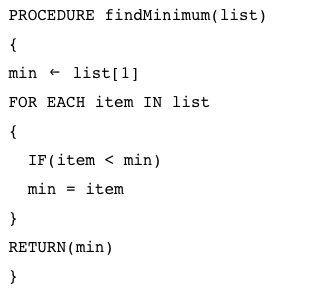 PROCEDURE findMinimum(list)
{
min ← list[1]
FOR EACH item IN list
{
IF(item < min)
min = item
}
RETURN(min)
}